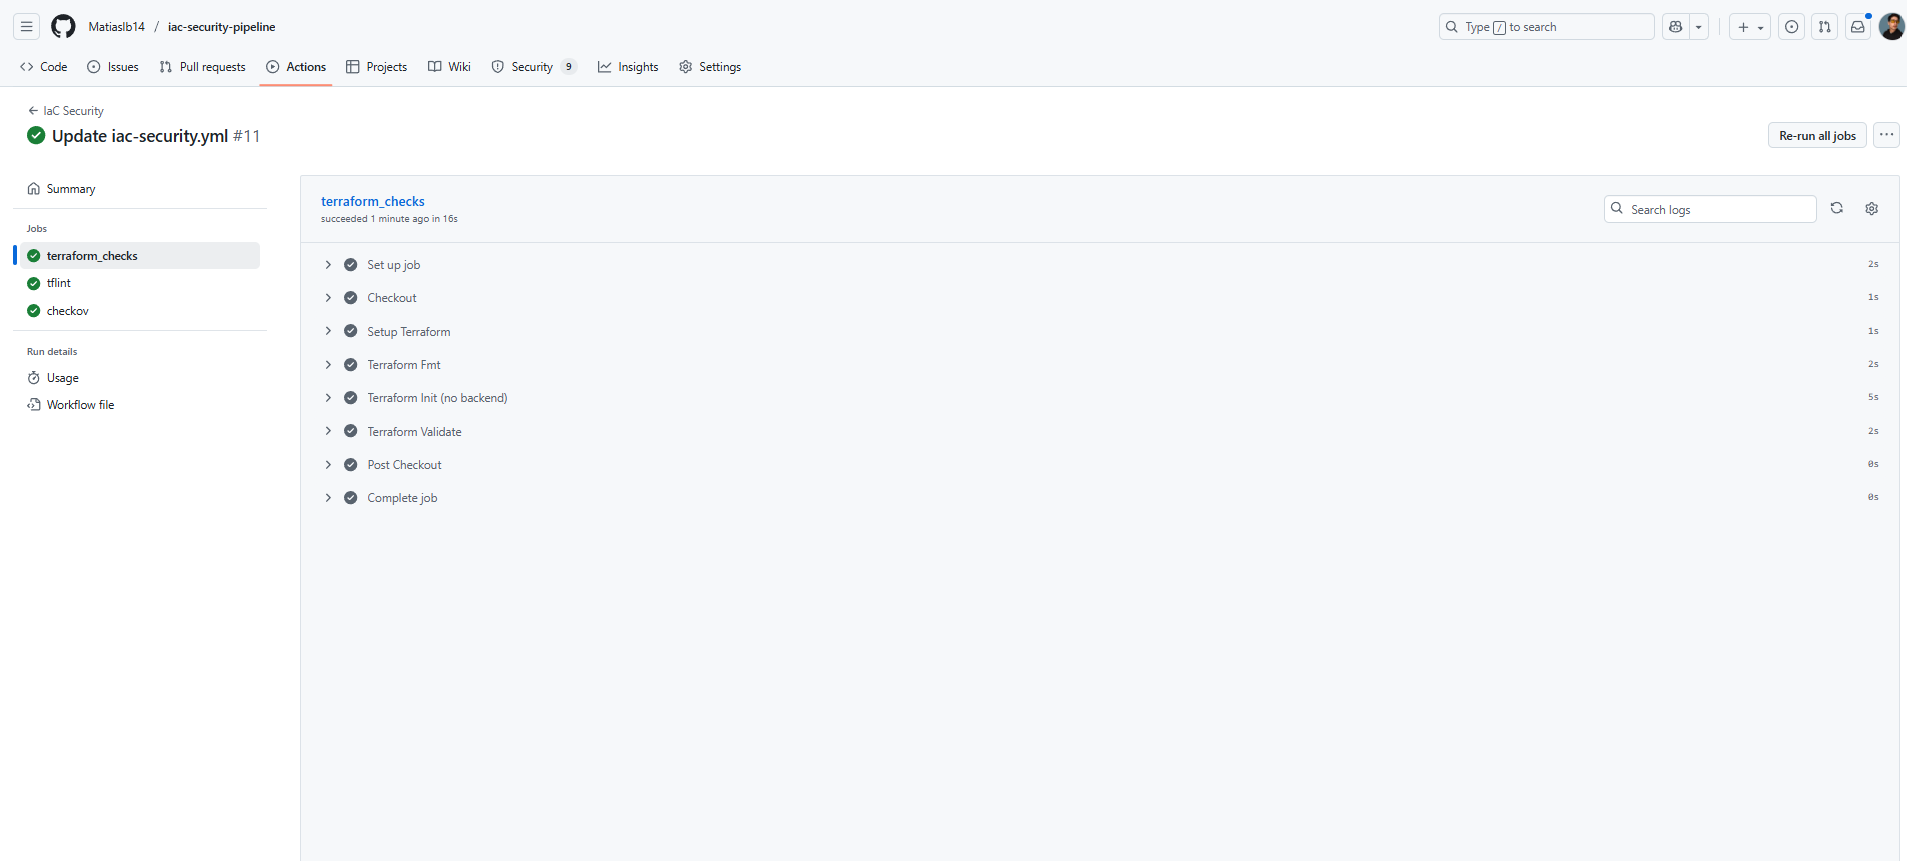 Matiaslb14 / iac-security-pipeline
Type / to search
Code Issues Pull requests Actions Projects Wiki Security 9 Insights Settings
IaC Security
Update iac-security.yml #11
Re-run all jobs
Summary
Jobs
terraform_checks
tflint
checkov
Run details
Usage
Workflow file
terraform_checks
succeeded 1 minute ago in 16s
Search logs
Set up job 2s
Checkout 1s
Setup Terraform 1s
Terraform Fmt 2s
Terraform Init (no backend) 5s
Terraform Validate 2s
Post Checkout 0s
Complete job 0s